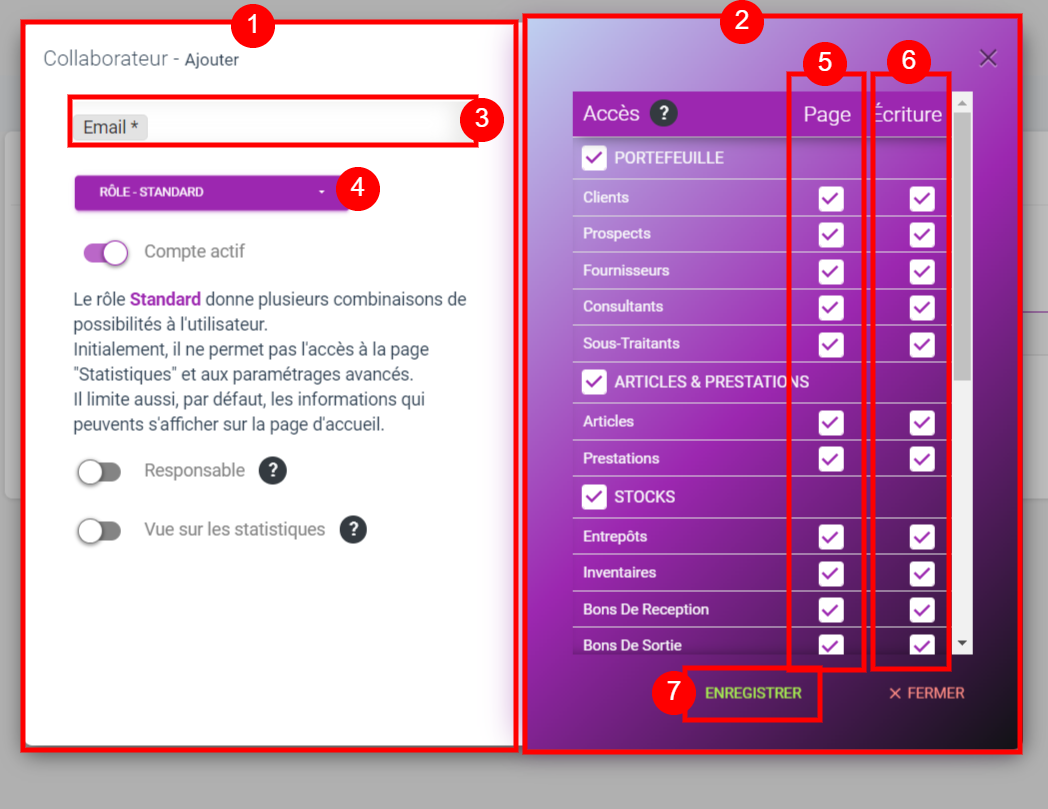 1
2
Collaborateur - Ajouter
3
Email *
4
RÔLE - STANDARD
Compte actif
Le rôle Standard donne plusieurs combinaisons de
possibilités à l'utilisateur.
Initialement, il ne permet pas l'accès à la page
"Statistiques" et aux paramétrages avancés.
Il limite aussi, par défaut, les informations qui
peuvents s'afficher sur la page d'accueil.
Responsable ?
Vue sur les statistiques ?
5
6
Accès ? Page Écriture
PORTEFEUILLE
Clients
Prospects
Fournisseurs
Consultants
Sous-Traitants
ARTICLES & PRESTATIONS
Articles
Prestations
STOCKS
Entrepôts
Inventaires
Bons De Reception
Bons De Sortie
7
ENREGISTRER
× FERMER